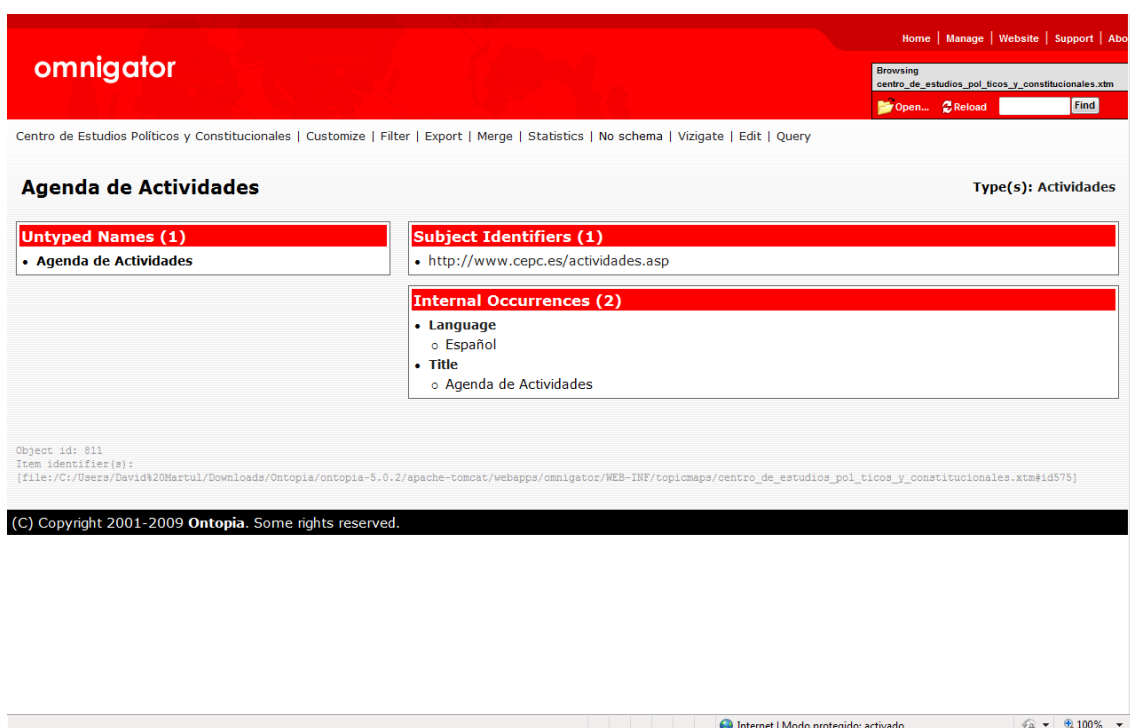 Home | Manage | Website | Support | Abo
omnigator
Browsing
centro_de_estudios_pol_ticos_y_constitucionales.xtm
Open... Reload Find
Centro de Estudios Políticos y Constitucionales | Customize | Filter | Export | Merge | Statistics | No schema | Vizigate | Edit | Query
Agenda de Actividades
Type(s): Actividades
Untyped Names (1)
• Agenda de Actividades
Subject Identifiers (1)
• http://www.cepc.es/actividades.asp
Internal Occurrences (2)
• Language
o Español
• Title
o Agenda de Actividades
Object id: 811
Item identifier(s):
[file:/C:/Users/David%20Martul/Downloads/Ontopia/ontopia-5.0.2/apache-tomcat/webapps/omnigator/WEB-INF/topicmaps/centro_de_estudios_pol_ticos_y_constitucionales.xtm#id575]
(C) Copyright 2001-2009 Ontopia. Some rights reserved.
Internet | Modo protegido: activado
100%